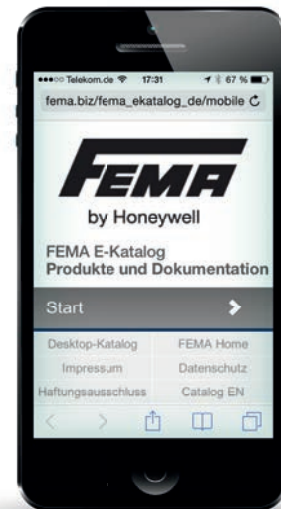 Telekom.de 17:31 67 %
fema.biz/fema_ekatalog_de/mobile
FEMA
by Honeywell
FEMA E-Katalog
Produkte und Dokumentation
Start
Desktop-Katalog FEMA Home
Impressum Datenschutz
Haftungsausschluss Catalog EN